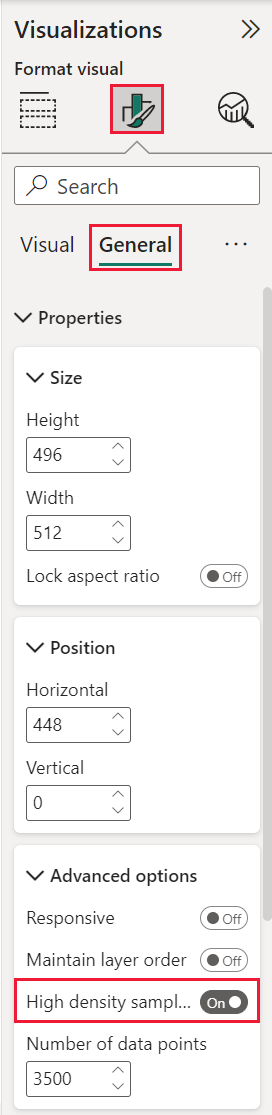 Visualizations
Format visual
Search
Visual General ...
Properties
Size
Height
496
Width
512
Lock aspect ratio Off
Position
Horizontal
448
Vertical
0
Advanced options
Responsive Off
Maintain layer order Off
High density sampl... On
Number of data points
3500